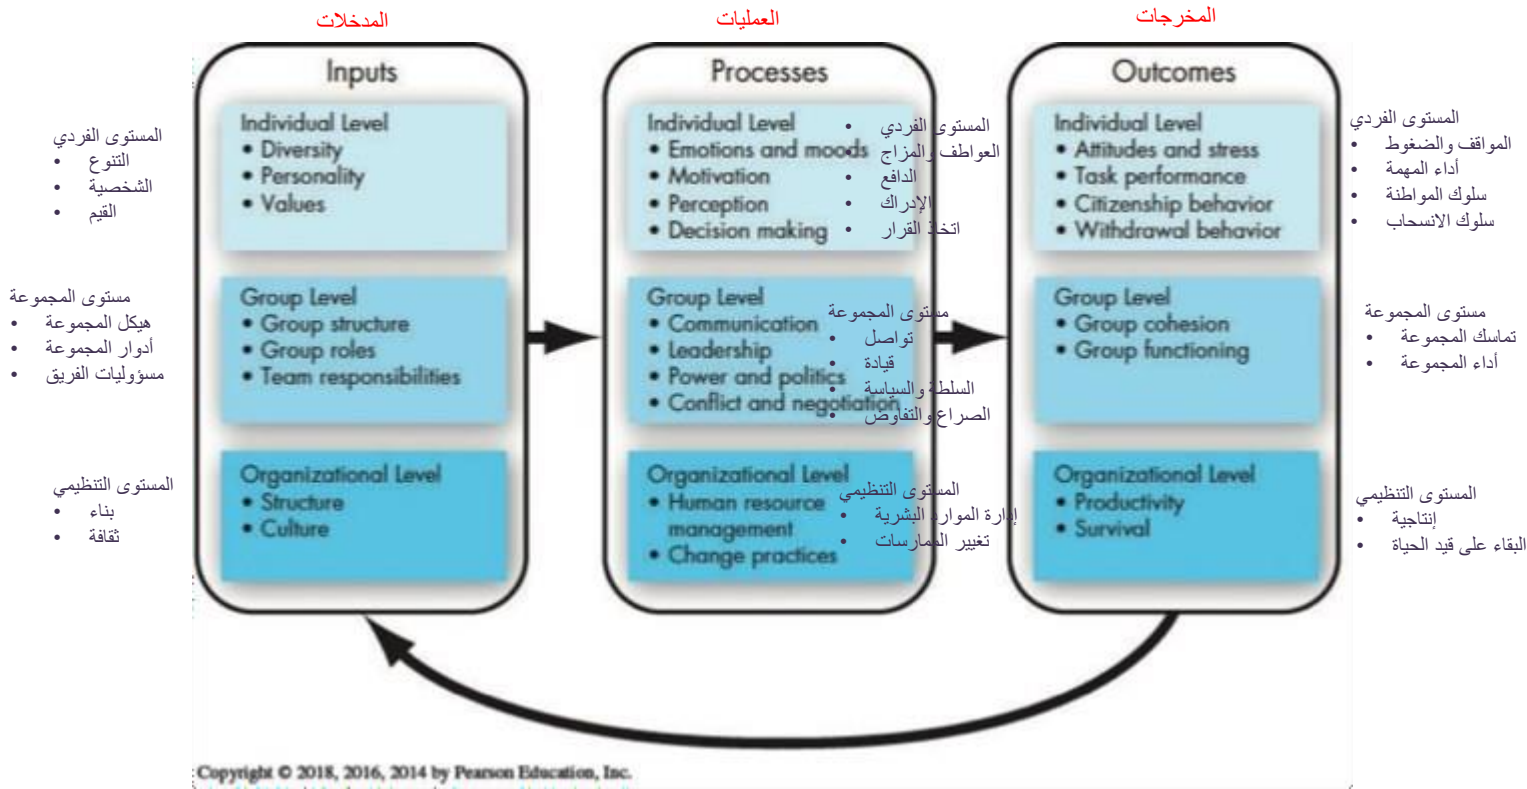 المدخلات
العمليات
المخرجات
Inputs
Individual Level
• Diversity
• Personality
• Values
Group Level
• Group structure
• Group roles
• Team responsibilities
Organizational Level
• Structure
• Culture
المستوى الفردي
• التنوع
• الشخصية
• القيم
مستوى المجموعة
• هيكل المجموعة
• أدوار المجموعة
• مسؤوليات الفريق
المستوى التنظيمي
• بناء
• ثقافة
Processes
Individual Level
• Emotions and moods
• Motivation
• Perception
• Decision making
Group Level
• Communication
• Leadership
• Power and politics
• Conflict and negotiation
Organizational Level
• Human resource
management
• Change practices
• المستوى الفردي
• العواطف والمزاج
• الدافع
• الإدراك
• اتخاذ القرار
مستوى المجموعة
• تواصل
• قيادة
• السلطة والسياسة
• الصراع والتفاوض
المستوى التنظيمي
• إدارة الموارد البشرية
• تغيير الممارسات
Outcomes
Individual Level
• Attitudes and stress
• Task performance
• Citizenship behavior
• Withdrawal behavior
Group Level
• Group cohesion
• Group functioning
Organizational Level
• Productivity
• Survival
المستوى الفردي
• المواقف والضغوط
• أداء المهمة
• سلوك المواطنة
• سلوك الانسحاب
مستوى المجموعة
• تماسك المجموعة
• أداء المجموعة
المستوى التنظيمي
• إنتاجية
• البقاء على قيد الحياة
Copyright © 2018, 2016, 2014 by Pearson Education, Inc.